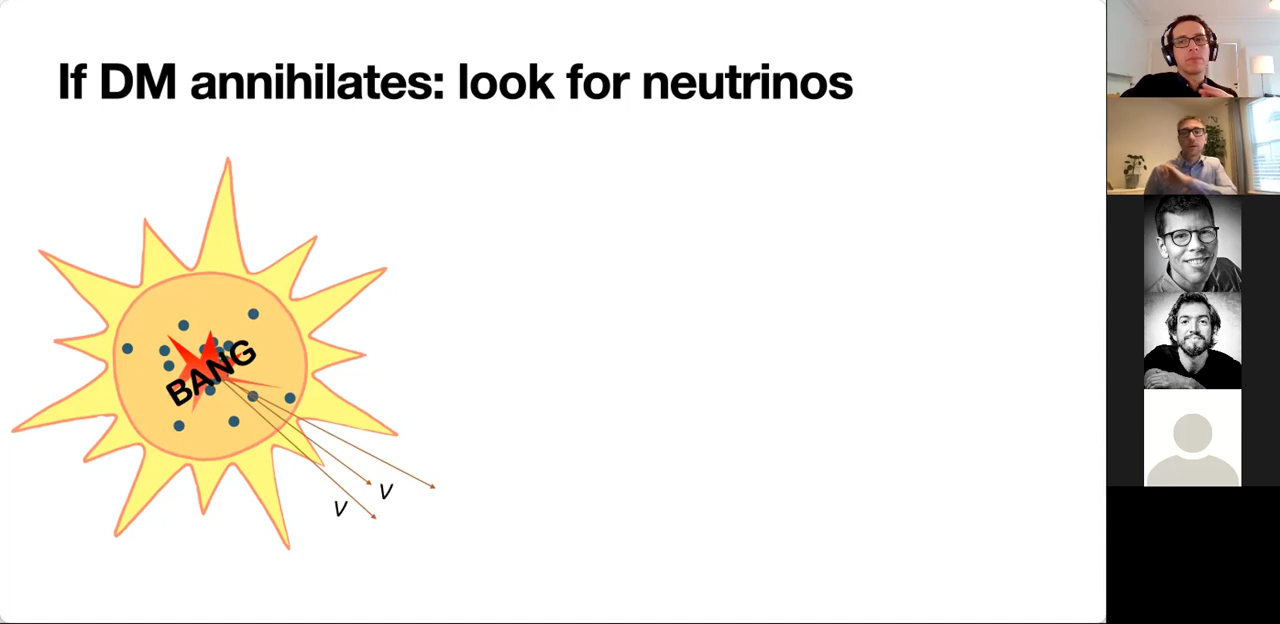 If DM annihilates: look for neutrinos
BANG
ν
ν